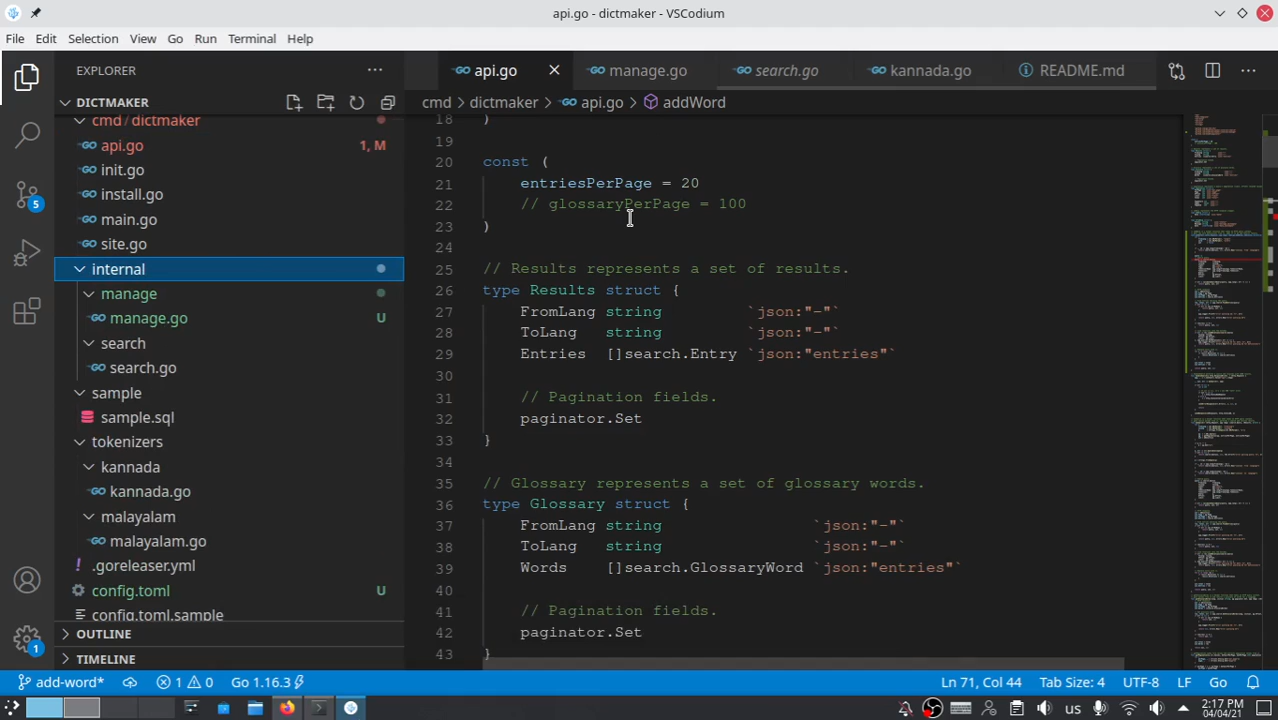 api.go - dictmaker - VSCodium
File Edit Selection View Go Run Terminal Help
EXPLORER
api.go
manage.go
search.go
kannada.go
README.md
DICTMAKER
cmd > dictmaker > api.go > addWord
cmd / dictmaker
api.go 1, M
init.go
install.go
main.go
site.go
internal
manage
manage.go U
search
search.go
sample
sample.sql
tokenizers
kannada
kannada.go
malayalam
malayalam.go
.goreleaser.yml
config.toml U
config.toml.sample
OUTLINE
TIMELINE
5
1
18 )
19
20 const (
21 entriesPerPage = 20
22 // glossaryPerPage = 100
23 )
24
25 // Results represents a set of results.
26 type Results struct {
27 FromLang string `json:"-"`
28 ToLang string `json:"-"`
29 Entries []search.Entry `json:"entries"`
30
31 // Pagination fields.
32 paginator.Set
33 }
34
35 // Glossary represents a set of glossary words.
36 type Glossary struct {
37 FromLang string `json:"-"`
38 ToLang string `json:"-"`
39 Words []search.GlossaryWord `json:"entries"`
40
41 // Pagination fields.
42 paginator.Set
43 }
add-word* 1 0 Go 1.16.3 Ln 71, Col 44 Tab Size: 4 UTF-8 LF Go
us 2:17 PM
04/04/21